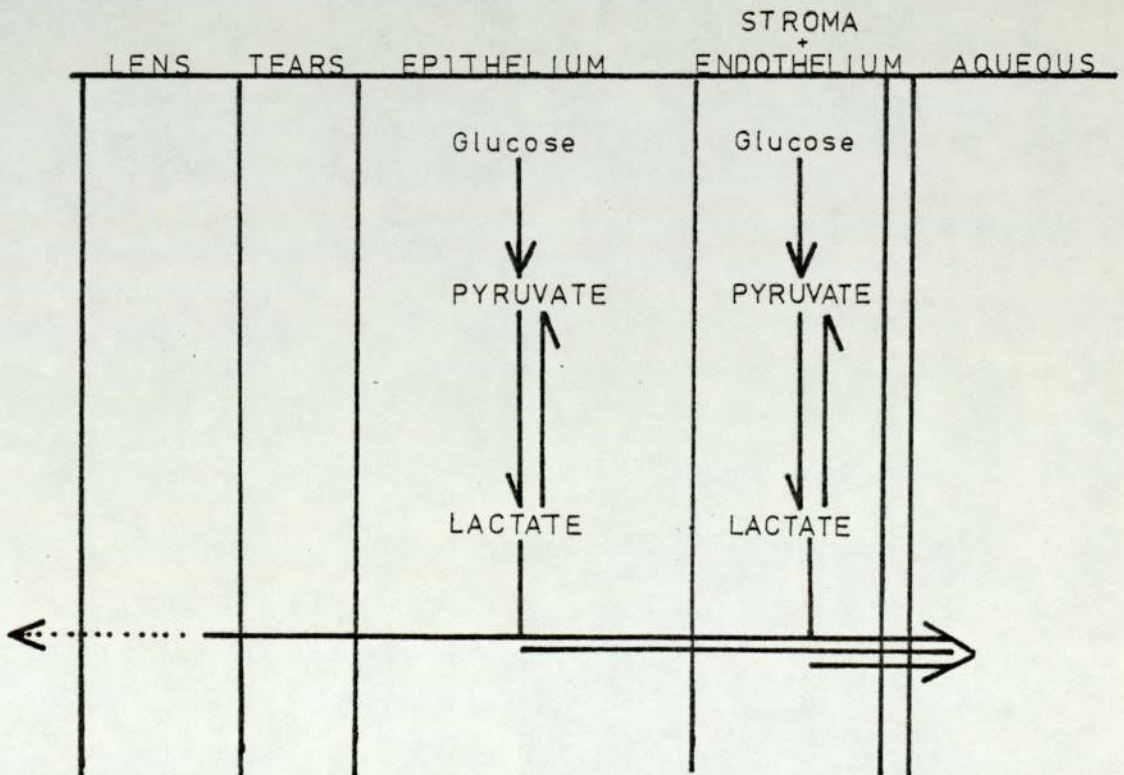 STROMA
+
LENS TEARS EPITHELIUM ENDOTHELIUM AQUEOUS
Glucose Glucose
PYRUVATE PYRUVATE
LACTATE LACTATE